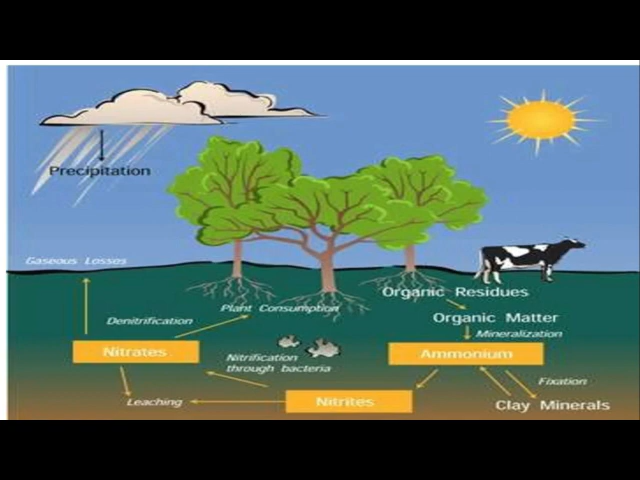 Precipitation
Gaseous Losses
Organic Residues
Plant Consumption
Organic Matter
Denitrification
Mineralization
Nitrates
Nitrification
through bacteria
Ammonium
Fixation
Leaching
Nitrites
Clay Minerals